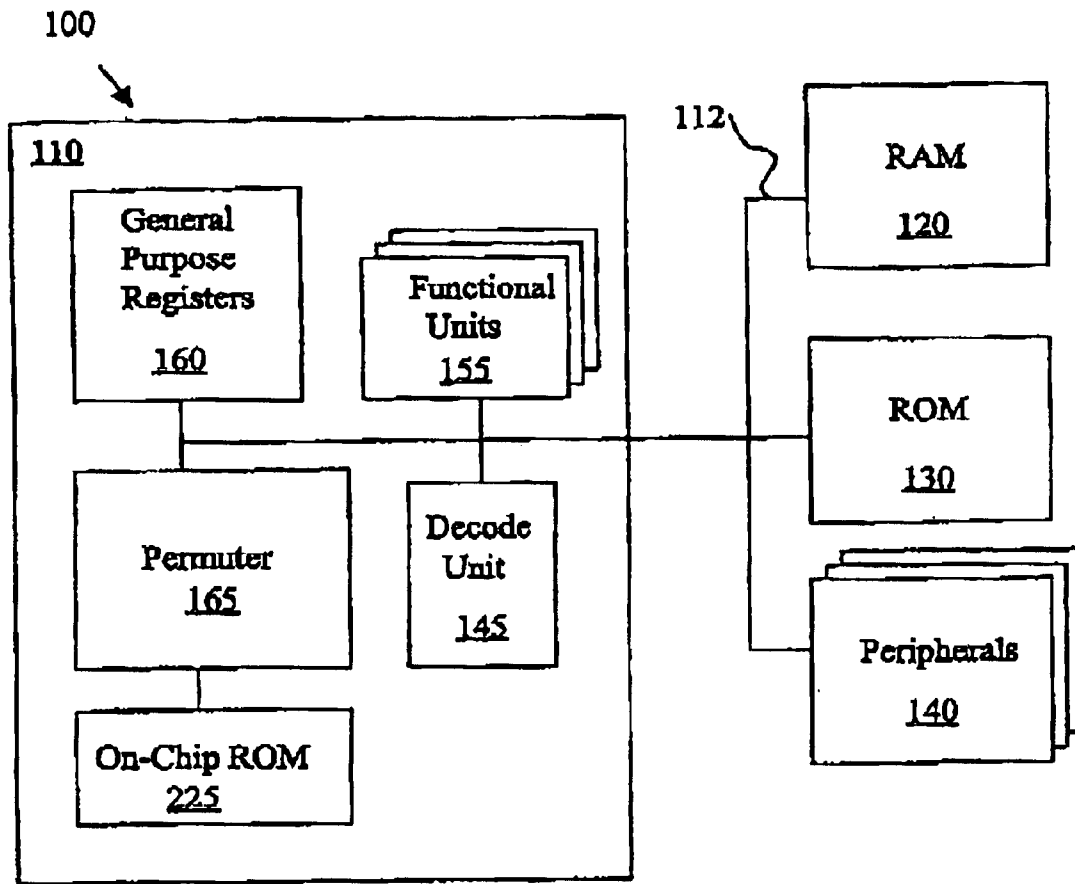 100
110
General
Purpose
Registers
160
Functional
Units
155
Permuter
165
Decode
Unit
145
On-Chip ROM
225
112
RAM
120
ROM
130
Peripherals
140